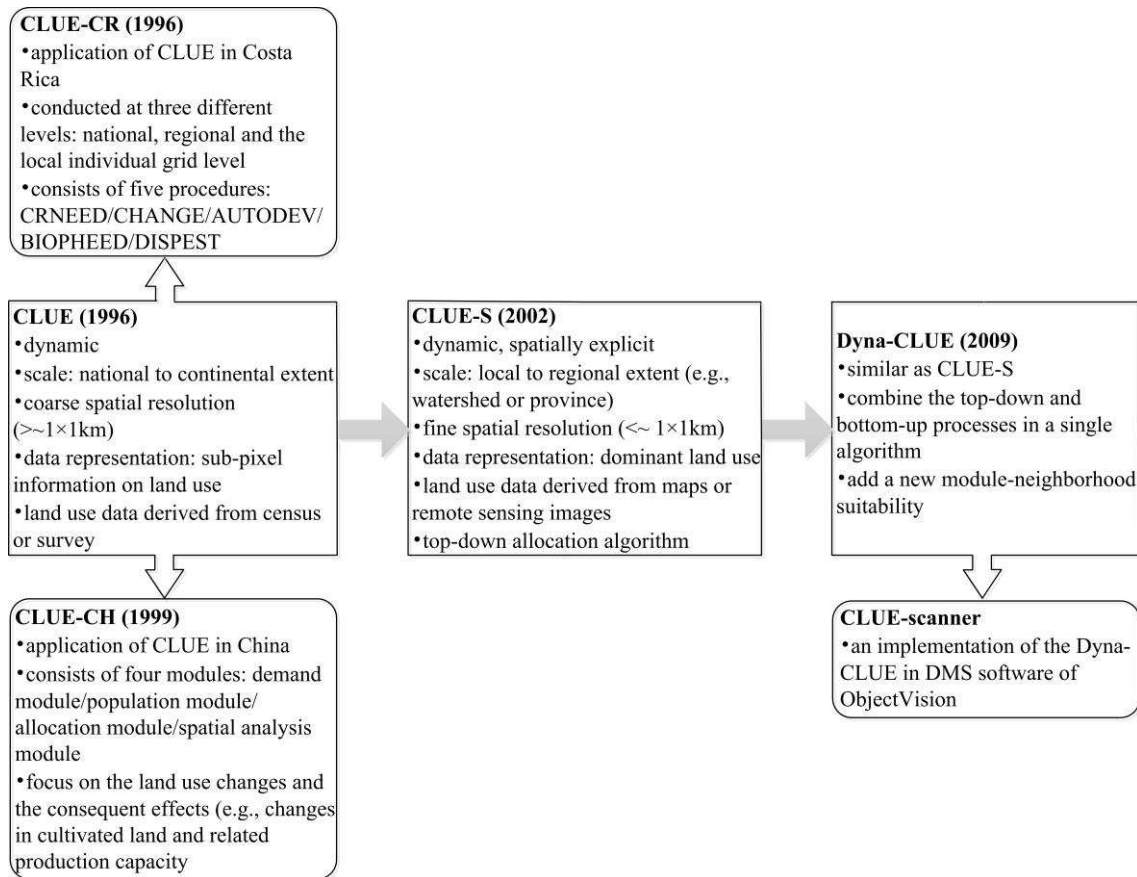 CLUE-CR (1996)
•application of CLUE in Costa
Rica
•conducted at three different
levels: national, regional and the
local individual grid level
•consists of five procedures:
CRNEED/CHANGE/AUTODEV/
BIOPHEED/DISPEST
CLUE (1996)
•dynamic
•scale: national to continental extent
•coarse spatial resolution
(>~1×1km)
•data representation: sub-pixel
information on land use
•land use data derived from census
or survey
CLUE-S (2002)
•dynamic, spatially explicit
•scale: local to regional extent (e.g.,
watershed or province)
•fine spatial resolution (<~ 1×1km)
•data representation: dominant land use
•land use data derived from maps or
remote sensing images
•top-down allocation algorithm
Dyna-CLUE (2009)
•similar as CLUE-S
•combine the top-down and
bottom-up processes in a single
algorithm
•add a new module-neighborhood
suitability
CLUE-CH (1999)
•application of CLUE in China
•consists of four modules: demand
module/population module/
allocation module/spatial analysis
module
•focus on the land use changes and
the consequent effects (e.g., changes
in cultivated land and related
production capacity
CLUE-scanner
•an implementation of the Dyna-
CLUE in DMS software of
ObjectVision